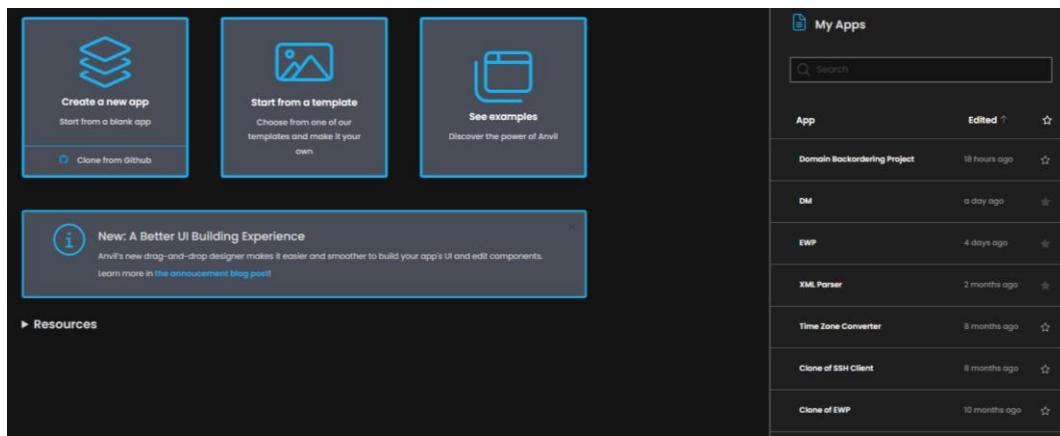 Create a new app
Start from a blank app
Clone from Github
Start from a template
Choose from one of our
templates and make it your
own
See examples
Discover the power of Anvil
New: A Better UI Building Experience
Anvil's new drag-and-drop designer makes it easier and smoother to build your app's UI and edit components.
Learn more in the annoucement blog post!
Resources
My Apps
Search
App Edited
Domain Backordering Project 18 hours ago
DM a day ago
EWP 4 days ago
XML Parser 2 months ago
Time Zone Converter 8 months ago
Clone of SSH Client 8 months ago
Clone of EWP 10 months ago